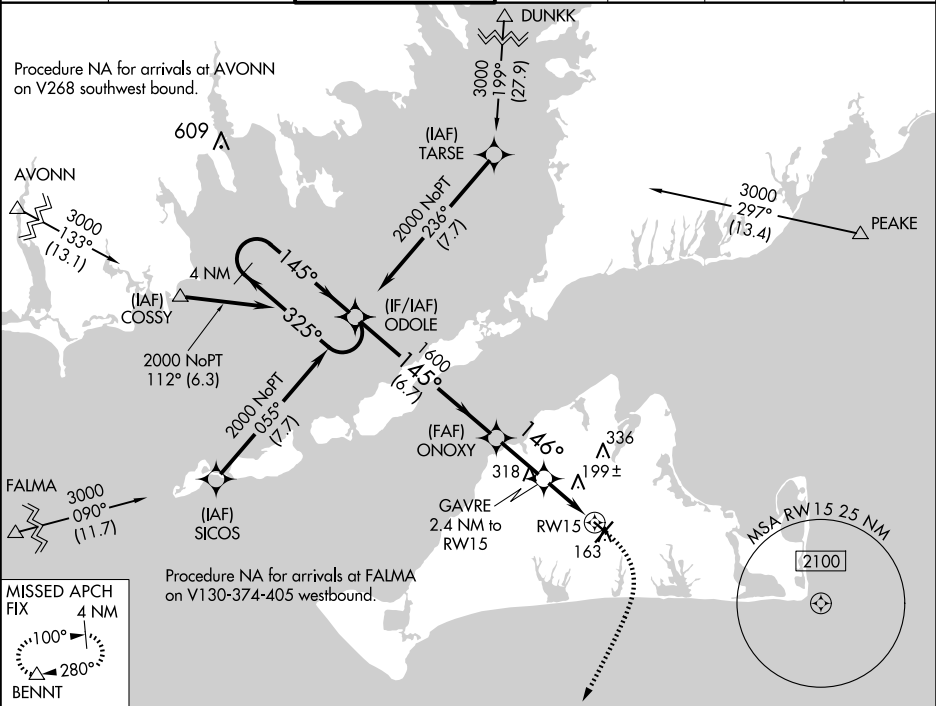 DUNKK
Procedure NA for arrivals at AVONN
on V268 southwest bound.
3000
199°
(27.9)
609
(IAF)
TARSE
AVONN
3000
133°
(13.1)
2000 NoPT
236°
(7.7)
3000
297°
(13.4)
PEAKE
4 NM
145°
325°
(IAF)
COSSY
(IF/IAF)
ODOLE
2000 NoPT
112° (6.3)
1600
145°
(6.7)
2000 NoPT
055°
(7.7)
(FAF)
ONOXY
146°
336
318
199±
FALMA
3000
090°
(11.7)
(IAF)
SICOS
GAVRE
2.4 NM to
RW15
RW15
163
MSA RW15 25 NM
2100
Procedure NA for arrivals at FALMA
on V130-374-405 westbound.
MISSED APCH
FIX
4 NM
100°
280°
BENNT